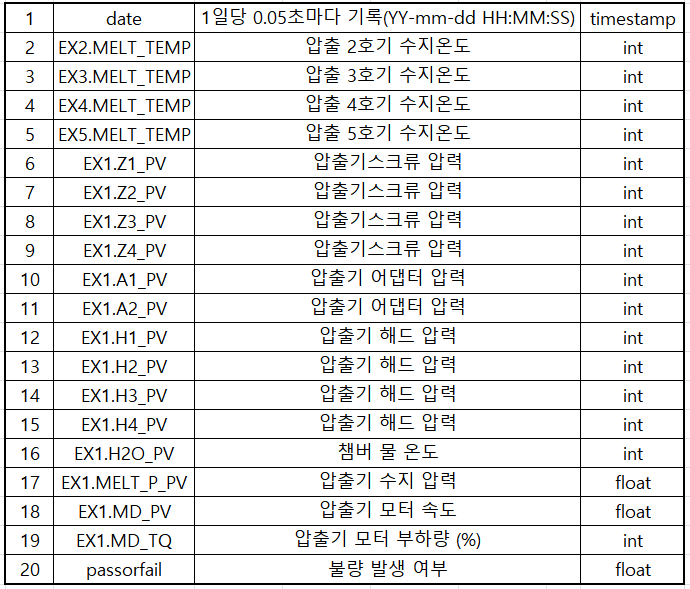 1 date 1일당 0.05초마다 기록(YY-mm-dd HH:MM:SS) timestamp
2 EX2.MELT_TEMP 압출 2호기 수지온도 int
3 EX3.MELT_TEMP 압출 3호기 수지온도 int
4 EX4.MELT_TEMP 압출 4호기 수지온도 int
5 EX5.MELT_TEMP 압출 5호기 수지온도 int
6 EX1.Z1_PV 압출기스크류 압력 int
7 EX1.Z2_PV 압출기스크류 압력 int
8 EX1.Z3_PV 압출기스크류 압력 int
9 EX1.Z4_PV 압출기스크류 압력 int
10 EX1.A1_PV 압출기 어댑터 압력 int
11 EX1.A2_PV 압출기 어댑터 압력 int
12 EX1.H1_PV 압출기 해드 압력 int
13 EX1.H2_PV 압출기 해드 압력 int
14 EX1.H3_PV 압출기 해드 압력 int
15 EX1.H4_PV 압출기 해드 압력 int
16 EX1.H2O_PV 챔버 물 온도 int
17 EX1.MELT_P_PV 압출기 수지 압력 float
18 EX1.MD_PV 압출기 모터 속도 float
19 EX1.MD_TQ 압출기 모터 부하량 (%) int
20 passorfail 불량 발생 여부 float